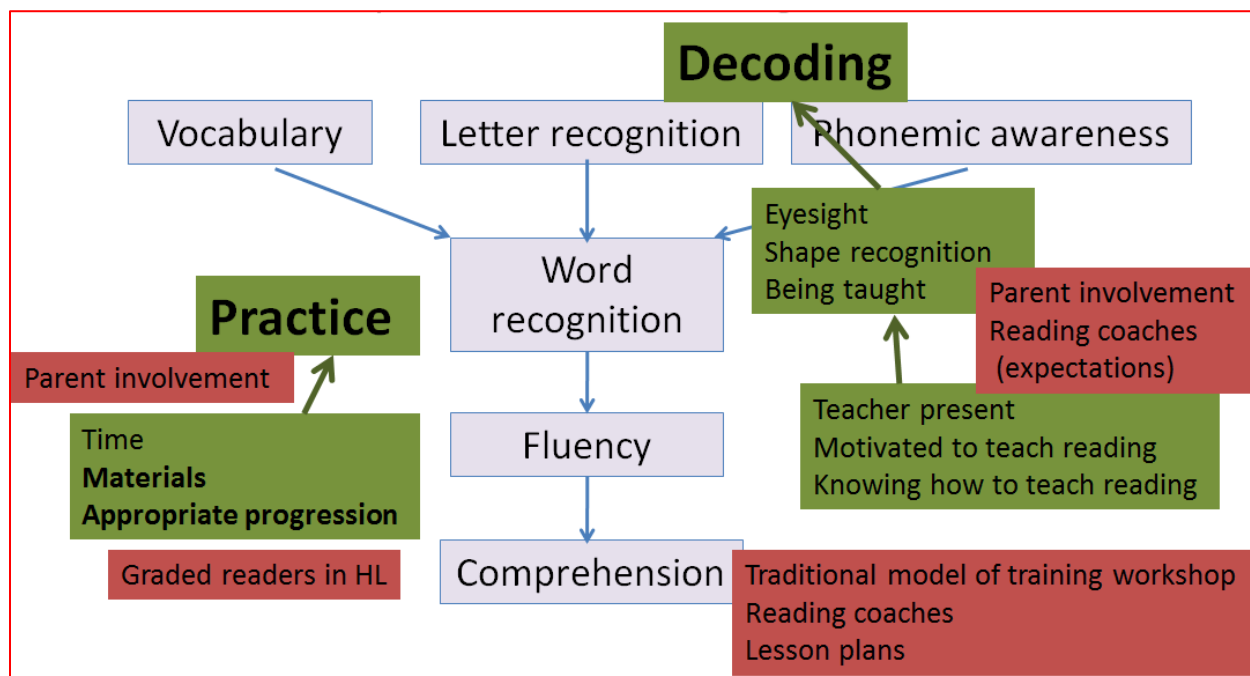 Decoding
Vocabulary
Letter recognition
Phonemic awareness
Eyesight
Shape recognition
Being taught
Word
recognition
Practice
Parent involvement
Reading coaches
(expectations)
Parent involvement
Time
Materials
Appropriate progression
Teacher present
Motivated to teach reading
Knowing how to teach reading
Fluency
Graded readers in HL
Comprehension
Traditional model of training workshop
Reading coaches
Lesson plans